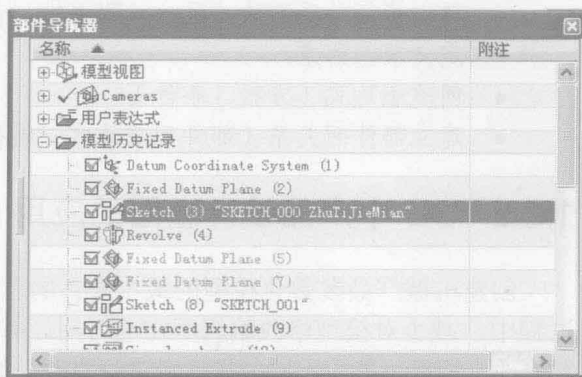 部件导航器
名称 附注
模型视图
Cameras
用户表达式
模型历史记录
Datum Coordinate System (1)
Fixed Datum Plane (2)
Sketch (3) "SKETCH_000 ZhuTiJieMian"
Revolve (4)
Fixed Datum Plane (5)
Fixed Datum Plane (7)
Sketch (8) "SKETCH_001"
Instanced Extrude (9)